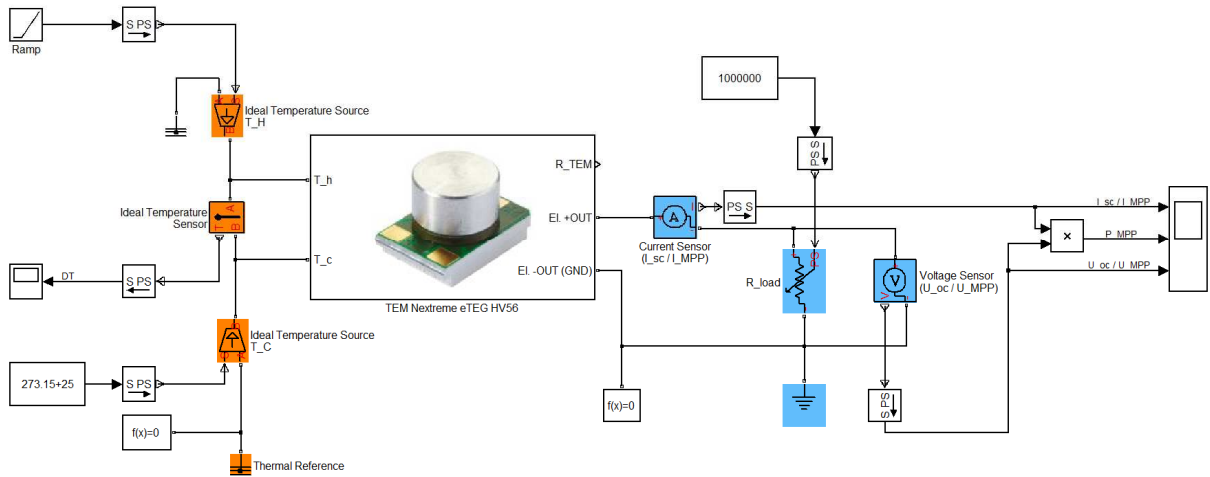 Ramp
S PS
Ideal Temperature Source
T_H
A
S
B
1000000
PS S
T_h
T_c
R_TEM
El. +OUT
El. -OUT (GND)
TEM Nextreme eTEG HV56
Ideal Temperature
Sensor
A
B
T
DT
S PS
A
PS S
Current Sensor
(I_sc / I_MPP)
R_load
PS
V
V
Voltage Sensor
(U_oc / U_MPP)
I_sc / I_MPP
×
P_MPP
U_oc / U_MPP
Ideal Temperature Source
T_C
B
A
273.15+25
S PS
f(x)=0
Thermal Reference
f(x)=0
S PS